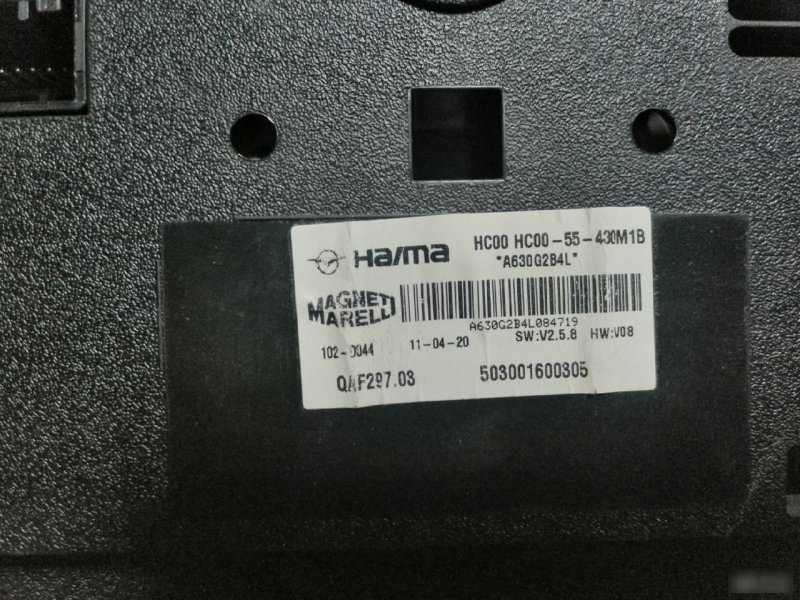 Haima
HC00 HC00-55-430M1B
*A630G2B4L*
MAGNETI
MARELLI
A630G2B4L084719
102-0044
11-04-20
SW:V2.5.8 HW:V08
QAF297.03
503001600305